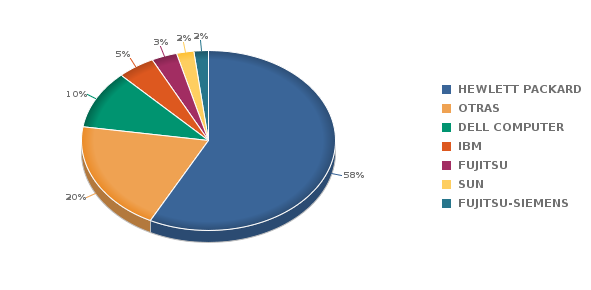 2%
2%
3%
5%
10%
20%
58%
HEWLETT PACKARD
OTRAS
DELL COMPUTER
IBM
FUJITSU
SUN
FUJITSU-SIEMENS